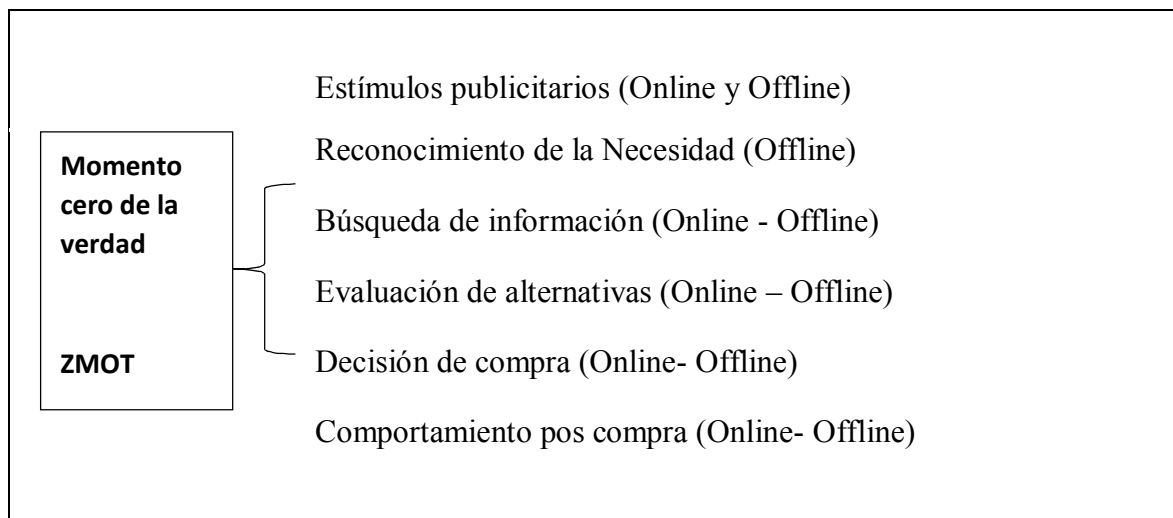 Estímulos publicitarios (Online y Offline)
Reconocimiento de la Necesidad (Offline)
Momento
cero de la
verdad
ZMOT
Búsqueda de información (Online - Offline)
Evaluación de alternativas (Online – Offline)
Decisión de compra (Online- Offline)
Comportamiento pos compra (Online- Offline)